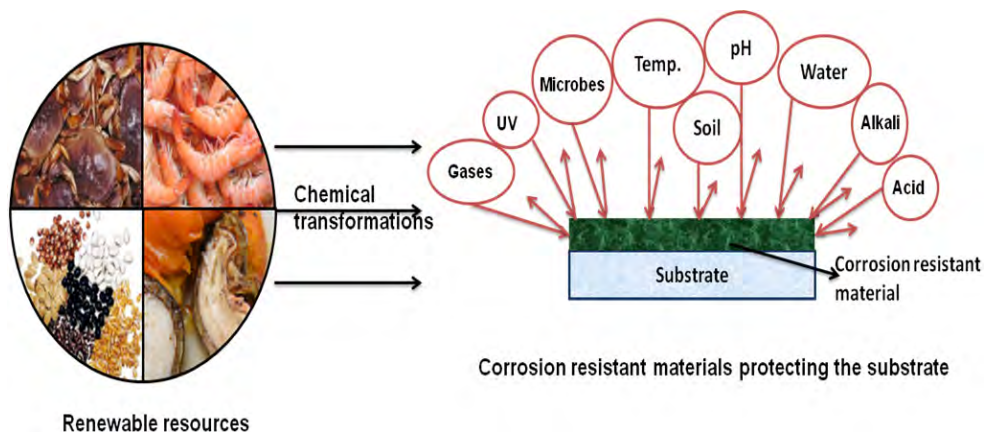 Renewable resources
Chemical
transformations
Gases
UV
Microbes
Temp.
Soil
pH
Water
Alkali
Acid
Substrate
Corrosion resistant
material
Corrosion resistant materials protecting the substrate